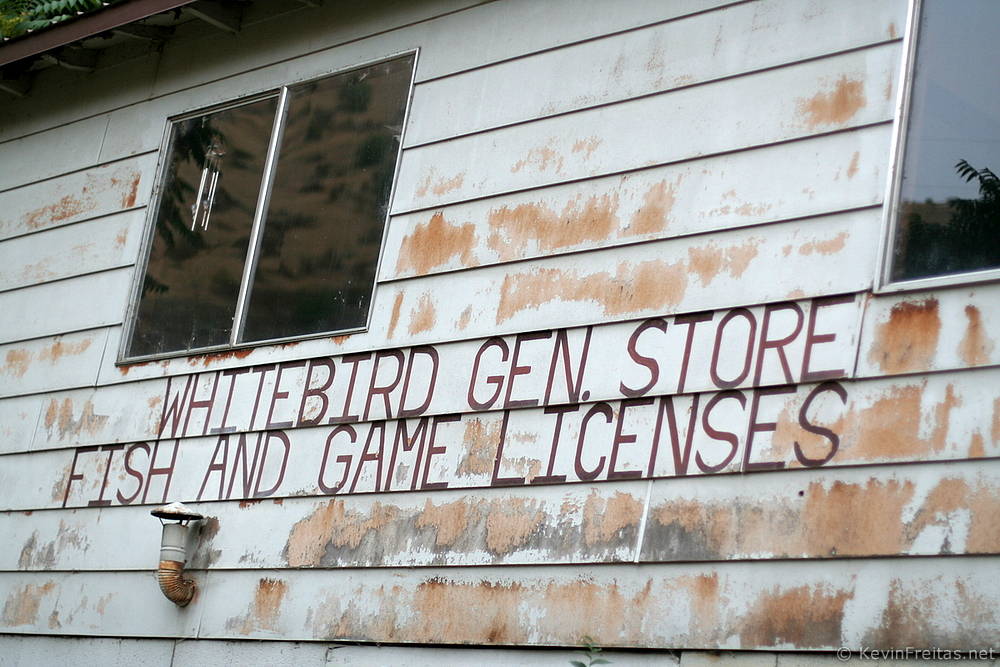 WHITEBIRD GEN. STORE
FISH AND GAME LICENSES
© KevinFreitas.net